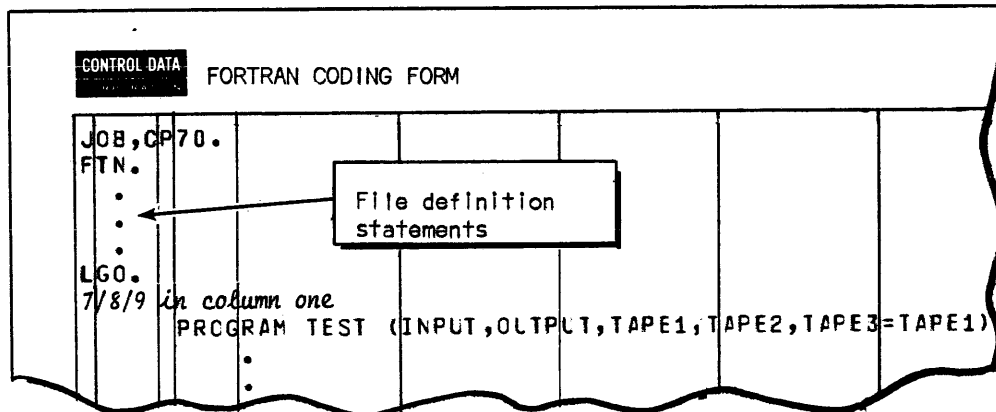 CONTROL DATA
FORTRAN CODING FORM
JOB,CP70.
FTN.
.
.
.
File definition
statements
LGO.
7/8/9 in column one
PROGRAM TEST (INPUT,OUTPUT,TAPE1,TAPE2,TAPE3=TAPE1)
.
.